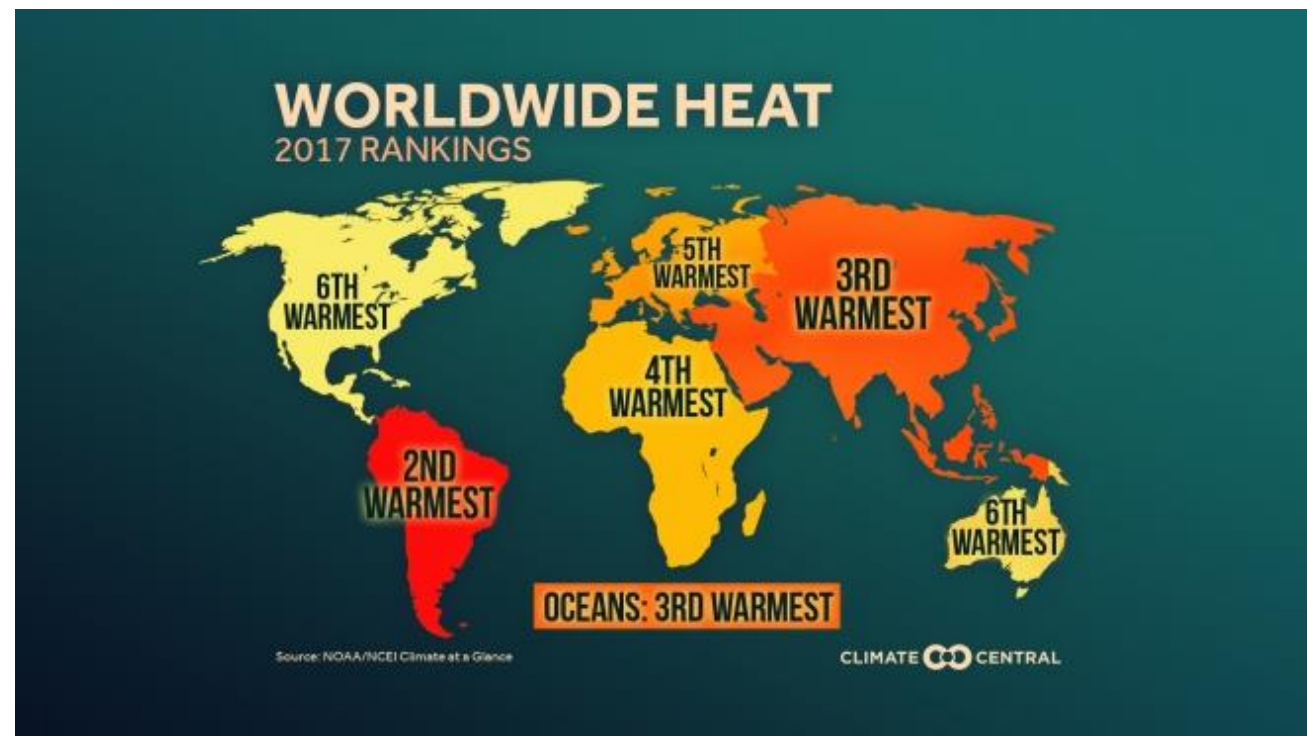 WORLDWIDE HEAT
2017 RANKINGS
6TH
WARMEST
5TH
WARMEST
3RD
WARMEST
4TH
WARMEST
2ND
WARMEST
6TH
WARMEST
OCEANS: 3RD WARMEST
Source: NOAA/NCEI Climate at a Glance
CLIMATE CENTRAL